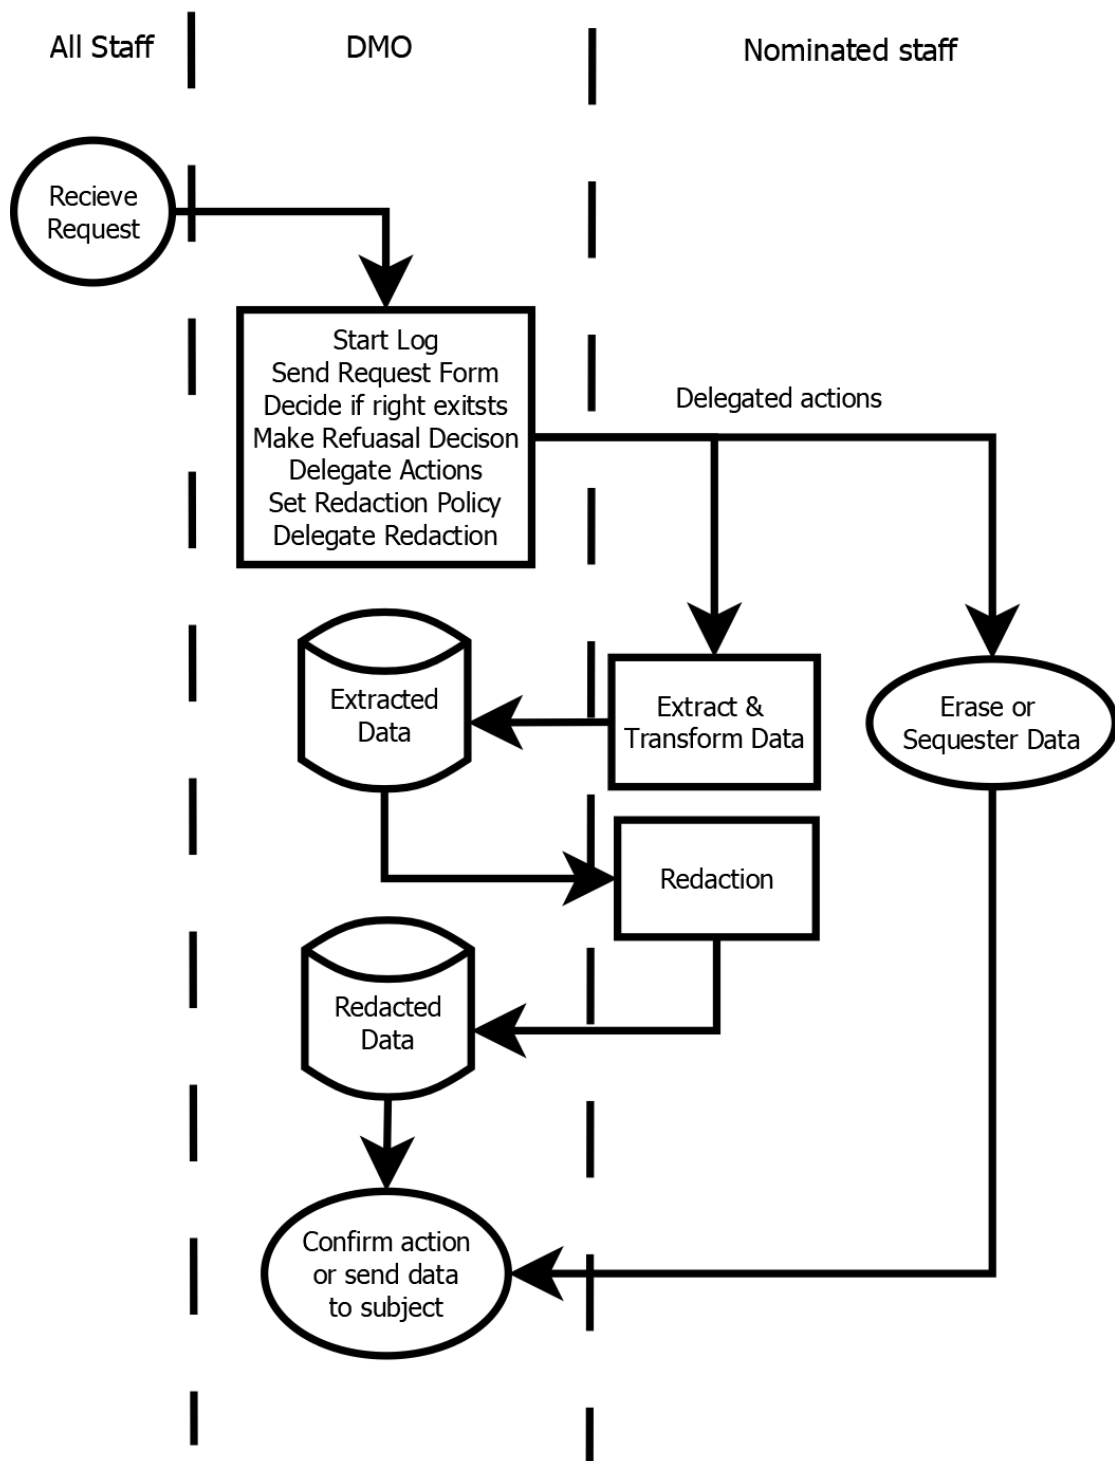 All Staff
DMO
Nominated staff
Recieve
Request
Start Log
Send Request Form
Decide if right exitsts
Make Refuasal Decison
Delegate Actions
Set Redaction Policy
Delegate Redaction
Delegated actions
Extracted
Data
Extract &
Transform Data
Erase or
Sequester Data
Redaction
Redacted
Data
Confirm action
or send data
to subject